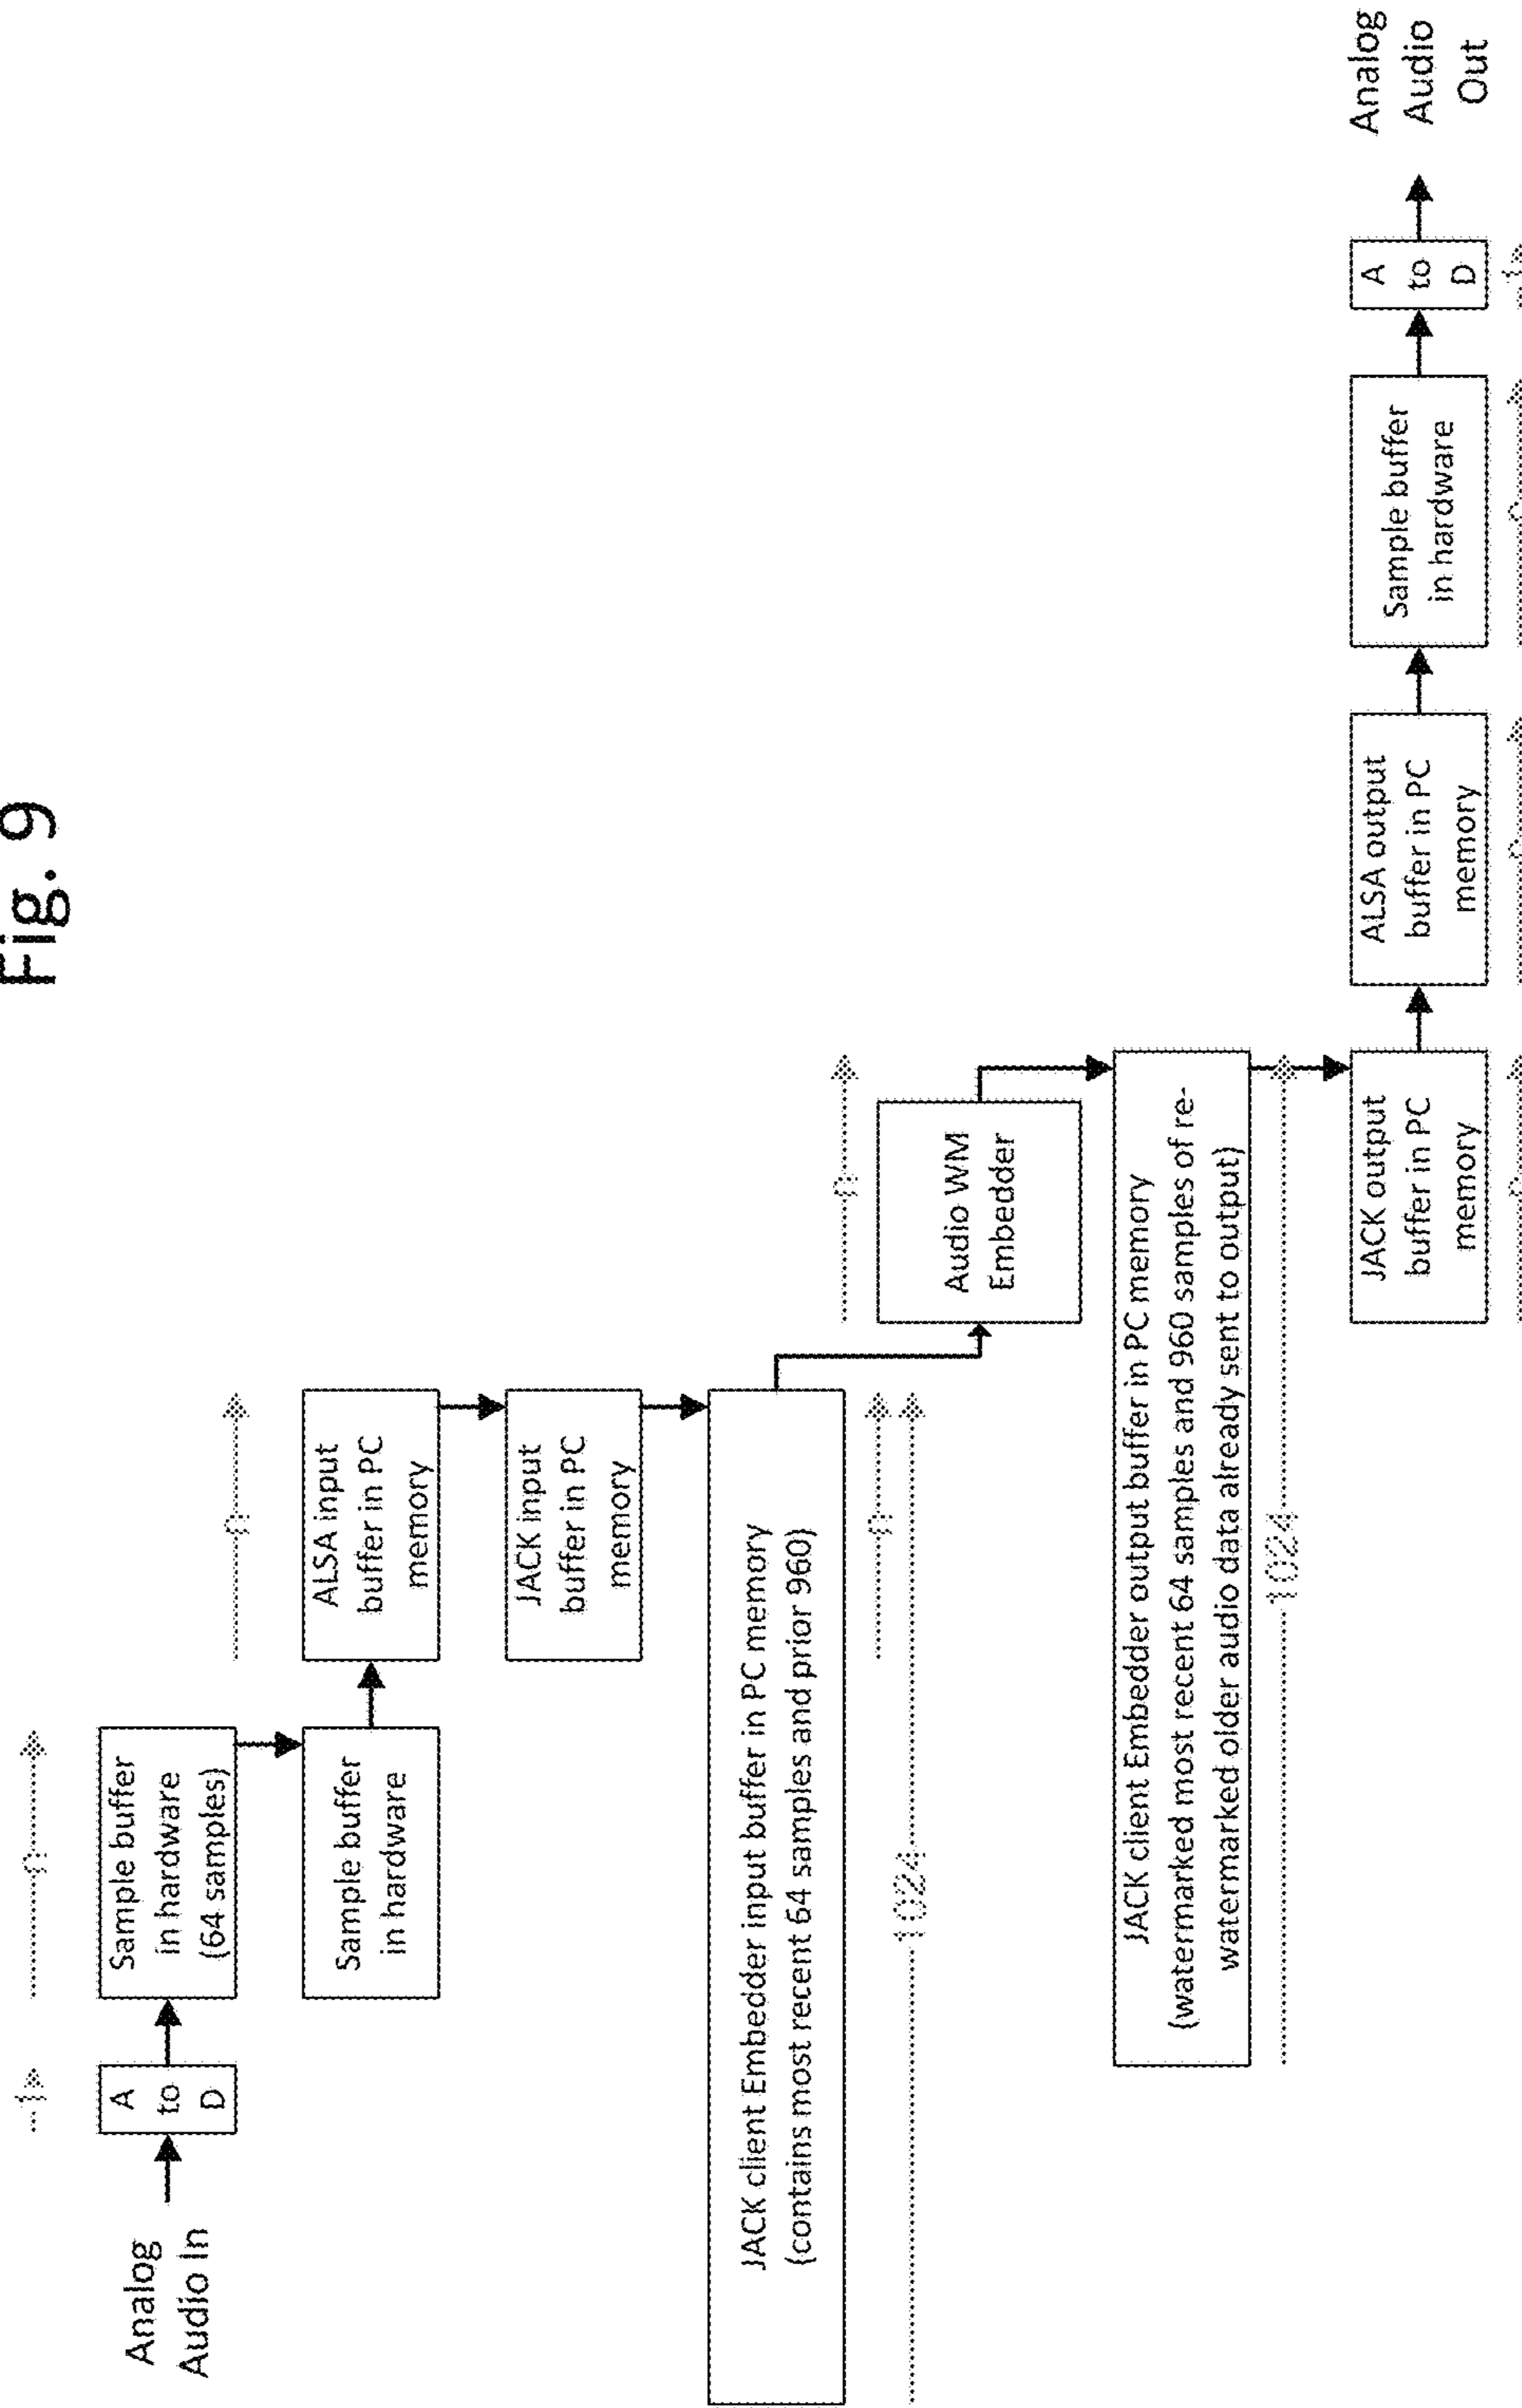 Fig. 9
Analog
Audio In
A
to
D
1
Sample buffer
in hardware
(64 samples)
n
Sample buffer
in hardware
ALSA input
buffer in PC
memory
n
JACK input
buffer in PC
memory
JACK client Embedder input buffer in PC memory
(contains most recent 64 samples and prior 960)
n
1024
Audio WM
Embedder
n
JACK client Embedder output buffer in PC memory
(watermarked most recent 64 samples and 960 samples of re-
watermarked older audio data already sent to output)
1024
JACK output
buffer in PC
memory
n
ALSA output
buffer in PC
memory
n
Sample buffer
in hardware
n
A
to
D
1
Analog
Audio
Out